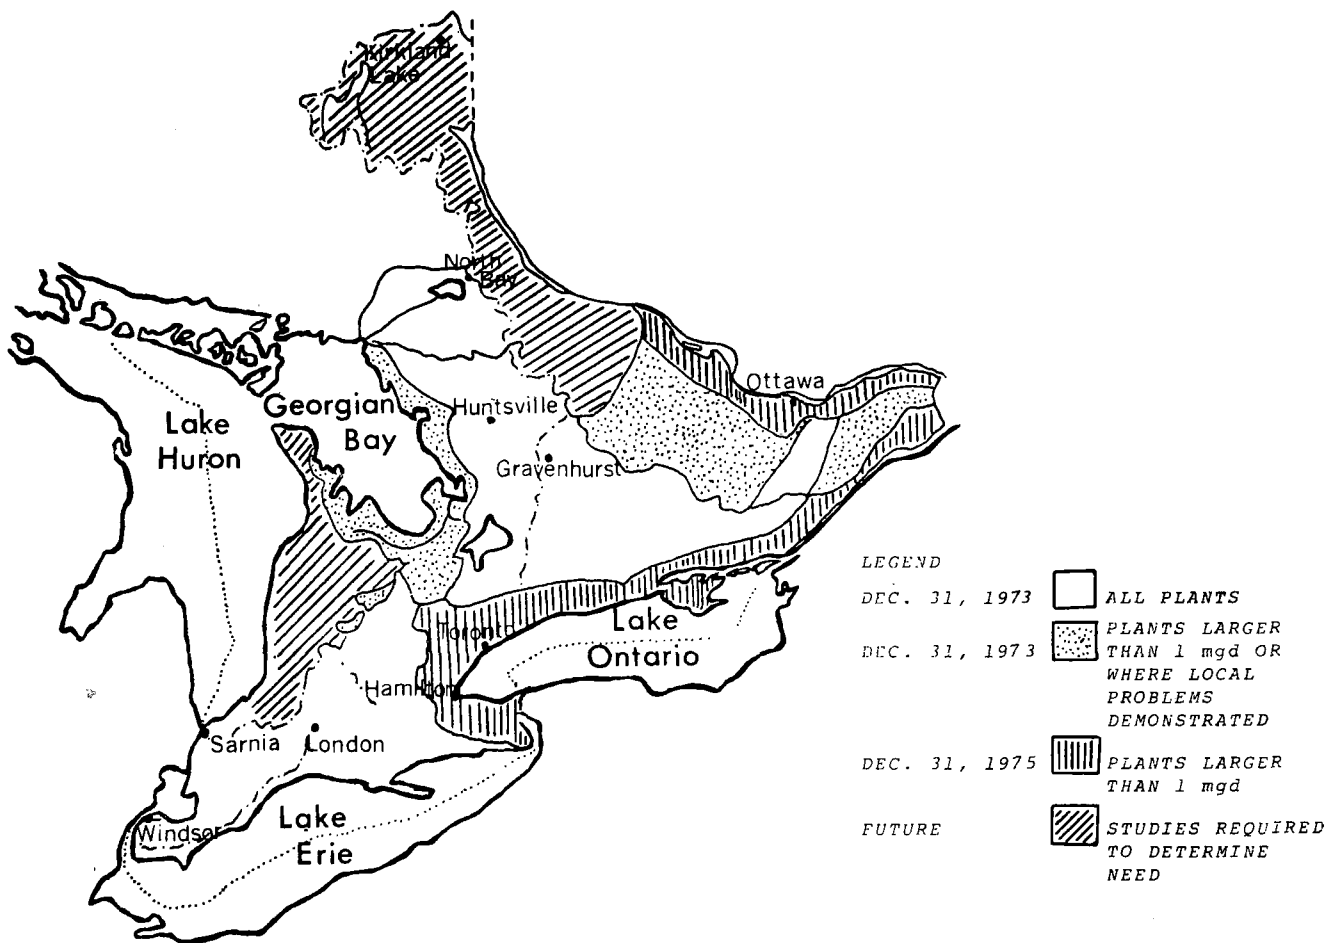 Kirkland
Lake
North
Bay
Ottawa
Georgian
Bay
Huntsville
Lake
Huron
Gravenhurst
Toronto
Lake
Ontario
Hamilton
Sarnia
London
Windsor
Lake
Erie
LEGEND
DEC. 31, 1973 ALL PLANTS
DEC. 31, 1973 PLANTS LARGER
THAN 1 mgd OR
WHERE LOCAL
PROBLEMS
DEMONSTRATED
DEC. 31, 1975 PLANTS LARGER
THAN 1 mgd
FUTURE STUDIES REQUIRED
TO DETERMINE
NEED